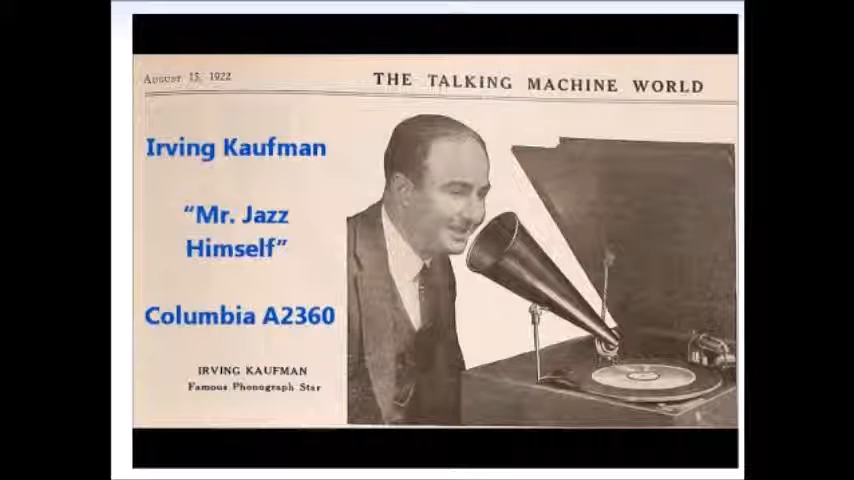 AUGUST 15, 1922
THE TALKING MACHINE WORLD
Irving Kaufman
“Mr. Jazz
Himself”
Columbia A2360
IRVING KAUFMAN
Famous Phonograph Star